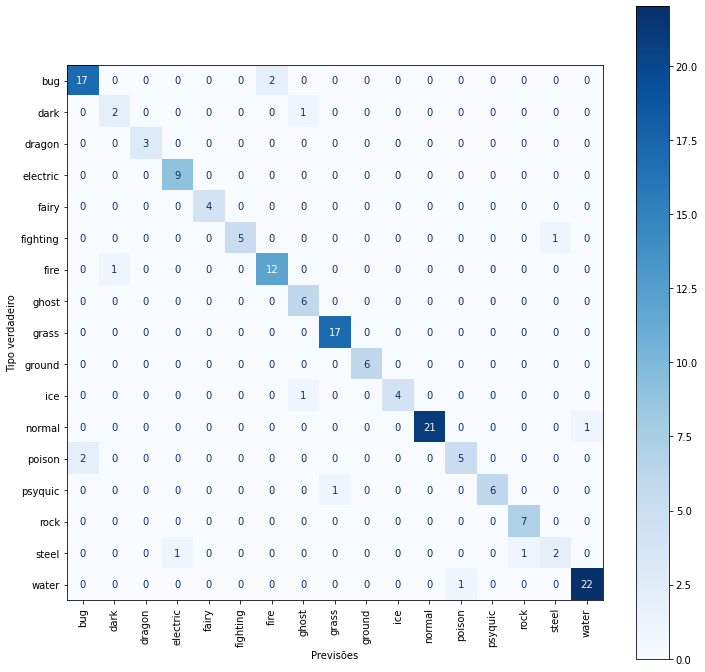 bug 17 0 0 0 0 0 2 0 0 0 0 0 0 0 0 0 0
dark 0 2 0 0 0 0 0 1 0 0 0 0 0 0 0 0 0
dragon 0 0 3 0 0 0 0 0 0 0 0 0 0 0 0 0 0
electric 0 0 0 9 0 0 0 0 0 0 0 0 0 0 0 0 0
fairy 0 0 0 0 4 0 0 0 0 0 0 0 0 0 0 0 0
fighting 0 0 0 0 0 5 0 0 0 0 0 0 0 0 0 1 0
fire 0 1 0 0 0 0 12 0 0 0 0 0 0 0 0 0 0
ghost 0 0 0 0 0 0 0 6 0 0 0 0 0 0 0 0 0
grass 0 0 0 0 0 0 0 0 17 0 0 0 0 0 0 0 0
ground 0 0 0 0 0 0 0 0 0 6 0 0 0 0 0 0 0
ice 0 0 0 0 0 0 0 1 0 0 4 0 0 0 0 0 0
normal 0 0 0 0 0 0 0 0 0 0 0 21 0 0 0 0 1
poison 2 0 0 0 0 0 0 0 0 0 0 0 5 0 0 0 0
psyquic 0 0 0 0 0 0 0 0 1 0 0 0 0 6 0 0 0
rock 0 0 0 0 0 0 0 0 0 0 0 0 0 0 7 0 0
steel 0 0 0 1 0 0 0 0 0 0 0 0 0 0 1 2 0
water 0 0 0 0 0 0 0 0 0 0 0 0 1 0 0 0 22
Tipo verdadeiro
bug dark dragon electric fairy fighting fire ghost grass ground ice normal poison psyquic rock steel water
Previsões
20.0
17.5
15.0
12.5
10.0
7.5
5.0
2.5
0.0